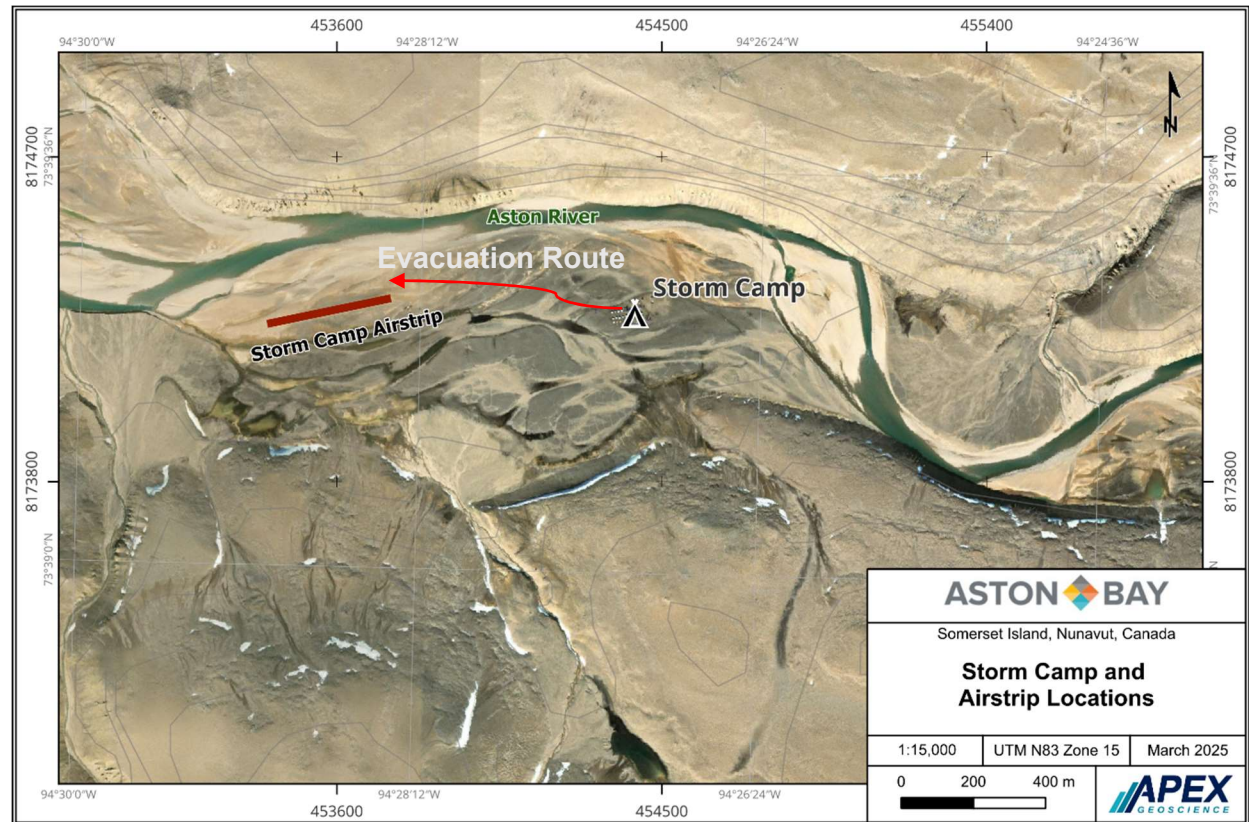 453600
454500
455400
94°30'0"W
94°28'12"W
94°26'24"W
94°24'36"W
N
8174700
73°39'36"N
8174700
73°39'36"N
Aston River
Evacuation Route
Storm Camp
Storm Camp Airstrip
8173800
73°39'0"N
8173800
ASTON BAY
Somerset Island, Nunavut, Canada
Storm Camp and
Airstrip Locations
1:15,000
UTM N83 Zone 15
March 2025
0 200 400 m
APEX
GEOSCIENCE
94°30'0"W
94°28'12"W
94°26'24"W
453600
454500